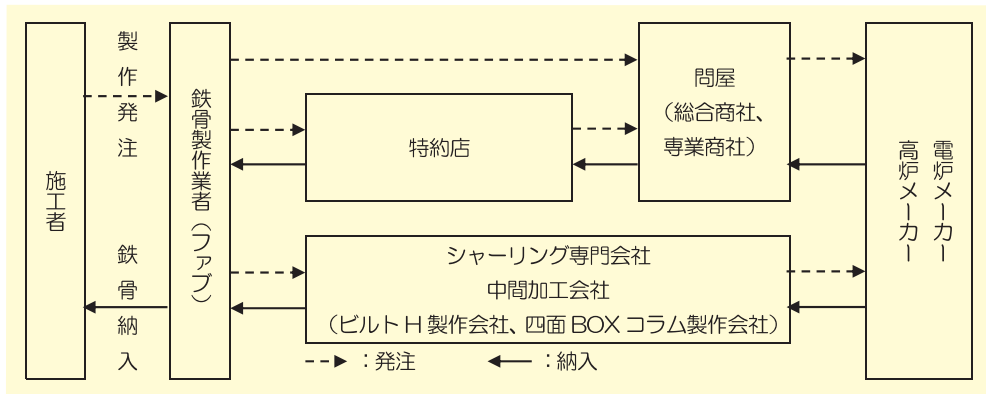 施工者
製作発注
鉄骨納入
鉄骨製作業者（ファブ）
特約店
問屋
（総合商社、
専業商社）
シャーリング専門会社
中間加工会社
（ビルトH製作会社、四面BOXコラム製作会社）
電炉メーカー
高炉メーカー
：発注
：納入